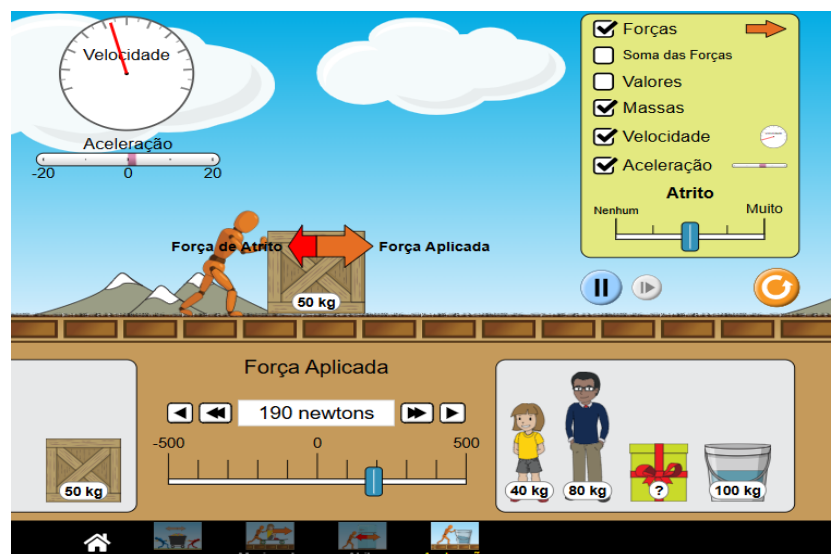 Velocidade
Aceleração
-20 0 20
Forças
Soma das Forças
Valores
Massas
Velocidade
Aceleração
Atrito
Nenhum Muito
Força de Atrito
Força Aplicada
50 kg
Força Aplicada
190 newtons
-500 0 500
50 kg
40 kg
80 kg
?
100 kg